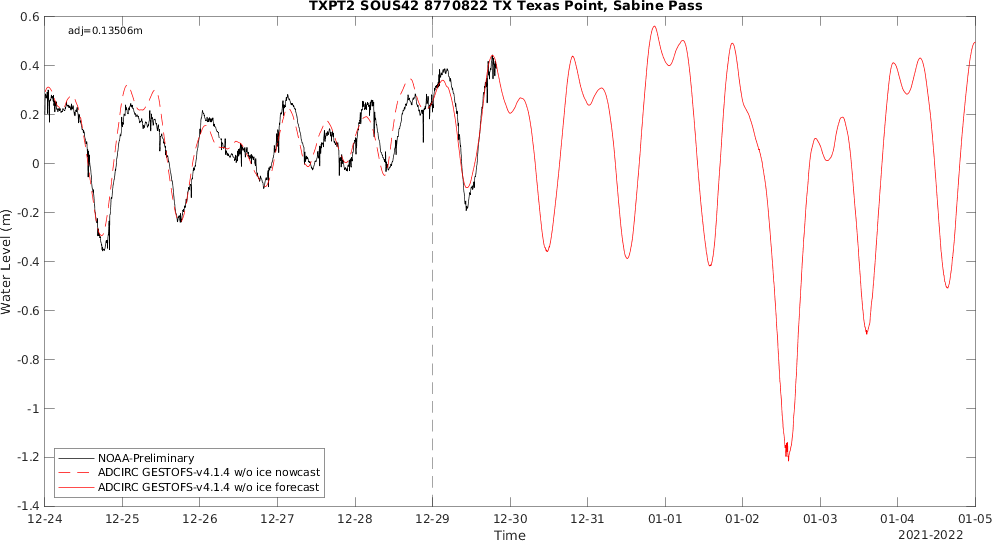 TXPT2 SOUS42 8770822 TX Texas Point, Sabine Pass
adj=0.13506m
0.6
0.4
0.2
0
-0.2
-0.4
-0.6
-0.8
-1
-1.2
-1.4
Water Level (m)
NOAA-Preliminary
ADCIRC GESTOFS-v4.1.4 w/o ice nowcast
ADCIRC GESTOFS-v4.1.4 w/o ice forecast
12-24 12-25 12-26 12-27 12-28 12-29 12-30 12-31 01-01 01-02 01-03 01-04 01-05
Time
2021-2022